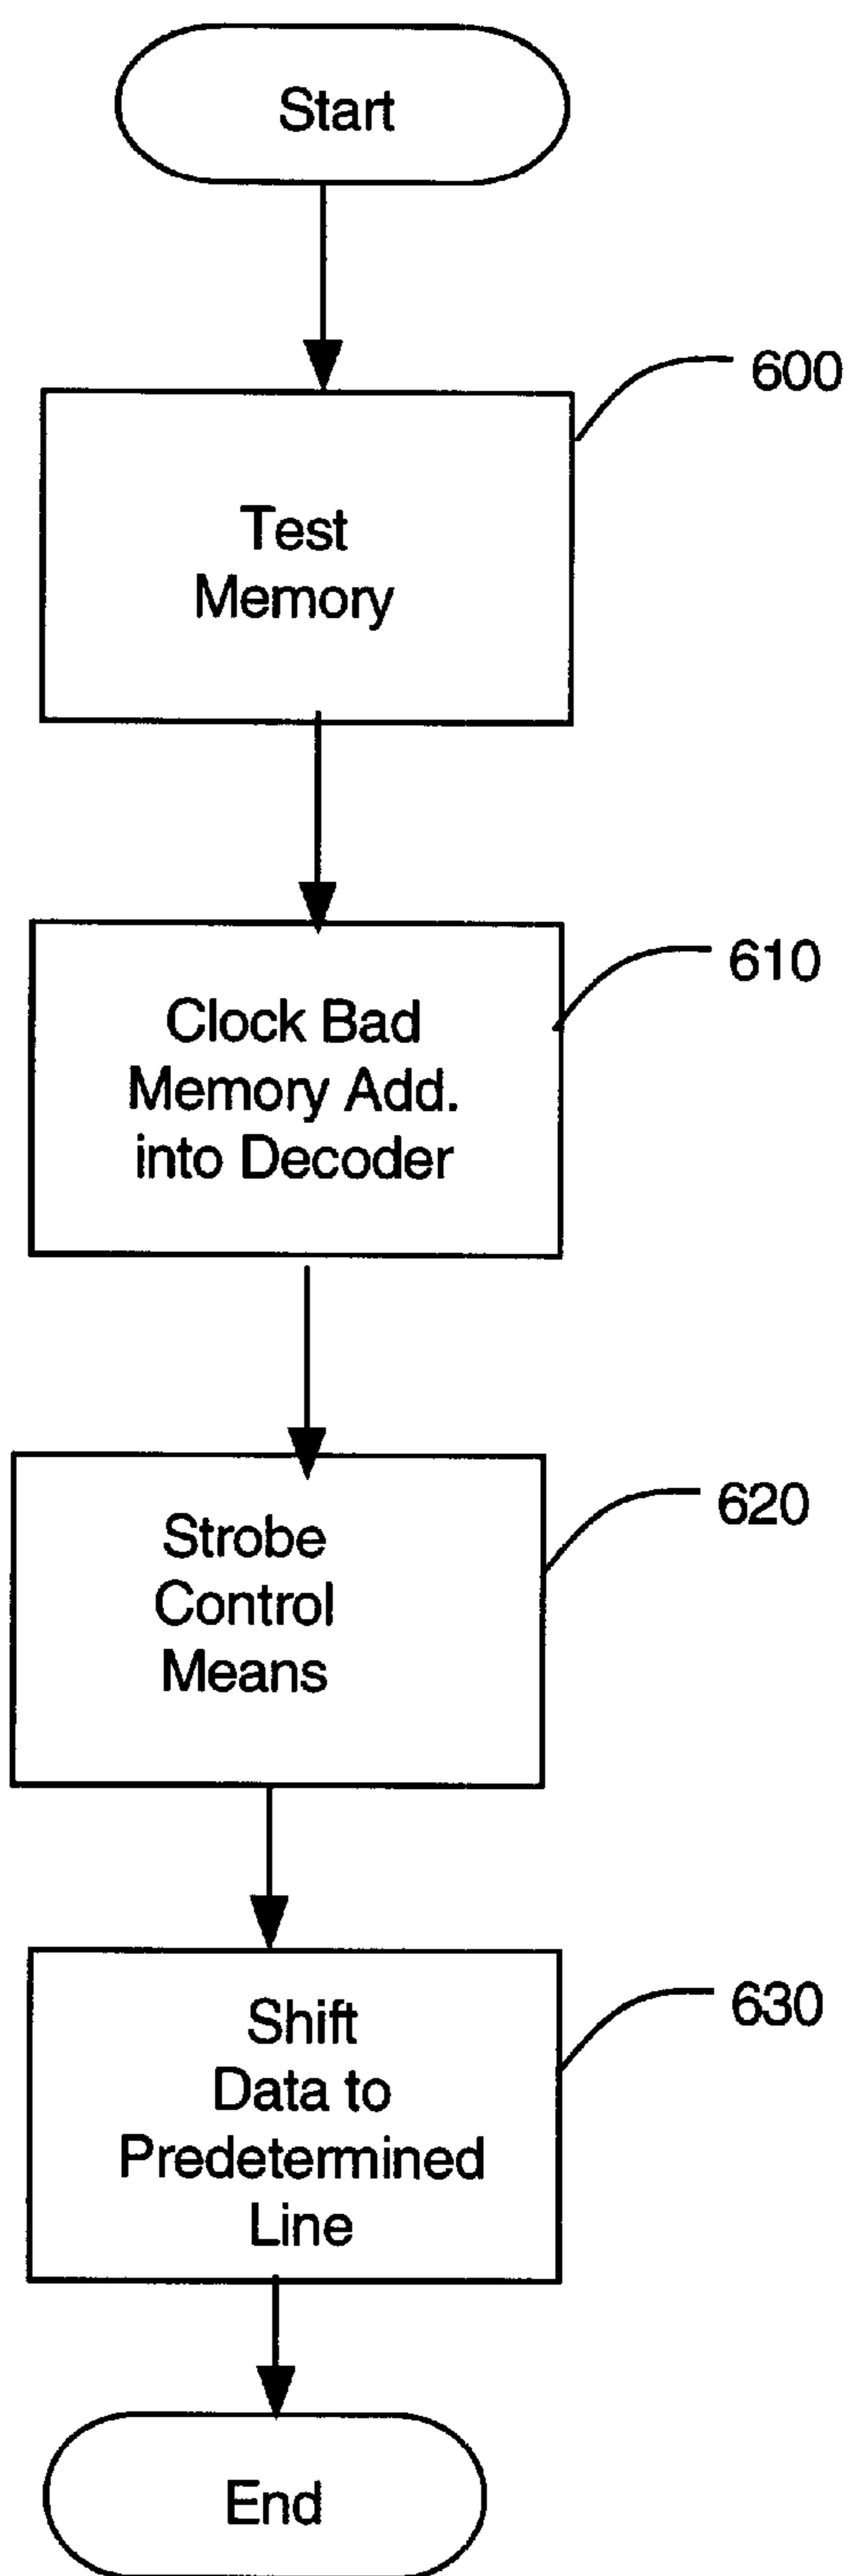 Start
600
Test
Memory
610
Clock Bad
Memory Add.
into Decoder
620
Strobe
Control
Means
630
Shift
Data to
Predetermined
Line
End